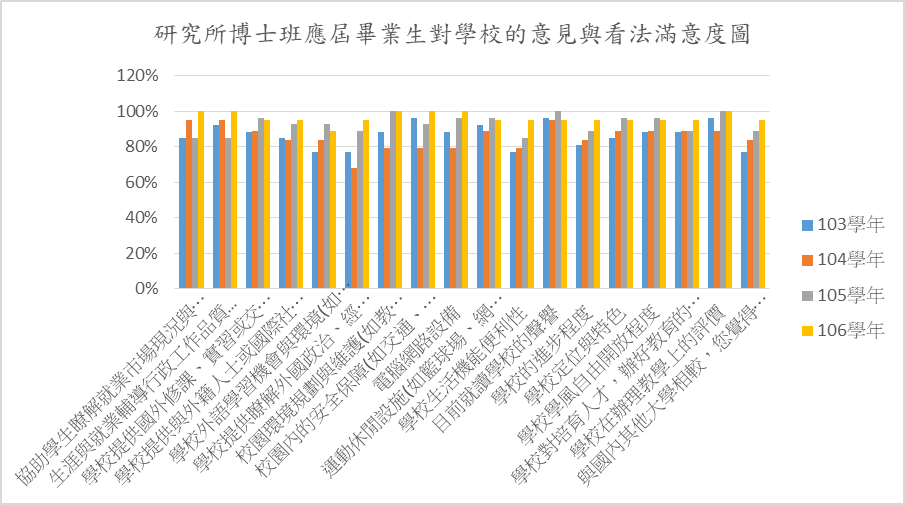 研究所博士班應屆畢業生對學校的意見與看法滿意度圖
120%
100%
80%
60%
40%
20%
0%
協助學生瞭解就業市場現況與…
生涯與就業輔導行政工作品質…
學校提供國外修課、實習或交…
學校提供與外籍人士或國際社…
學校外語學習機會與環境(如…
學校提供瞭解外國政治、經…
校園環境規劃與維護(如教…
校園內的安全保障(如交通、…
電腦網路設備
運動休閒設施(如籃球場、網…
學校生活機能便利性
目前就讀學校的聲譽
學校的進步程度
學校定位與特色
學校學風自由開放程度
學校對培育人才，辦好教育的…
學校在辦理教學上的評價
與國內其他大學相較，您覺得…
103學年
104學年
105學年
106學年